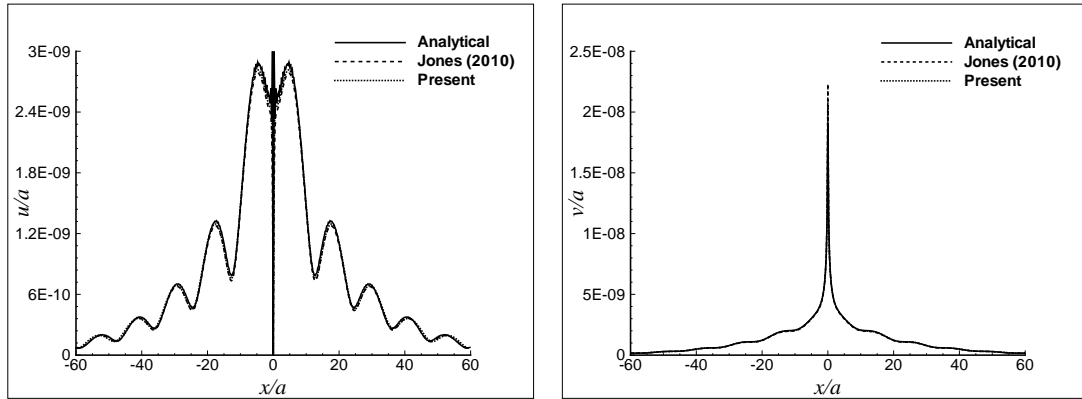 Analytical
Jones (2010)
Present
3E-09
2.4E-09
1.8E-09
1.2E-09
6E-10
0
u/a
-60 -40 -20 0 20 40 60
x/a
Analytical
Jones (2010)
Present
2.5E-08
2E-08
1.5E-08
1E-08
5E-09
0
v/a
-60 -40 -20 0 20 40 60
x/a